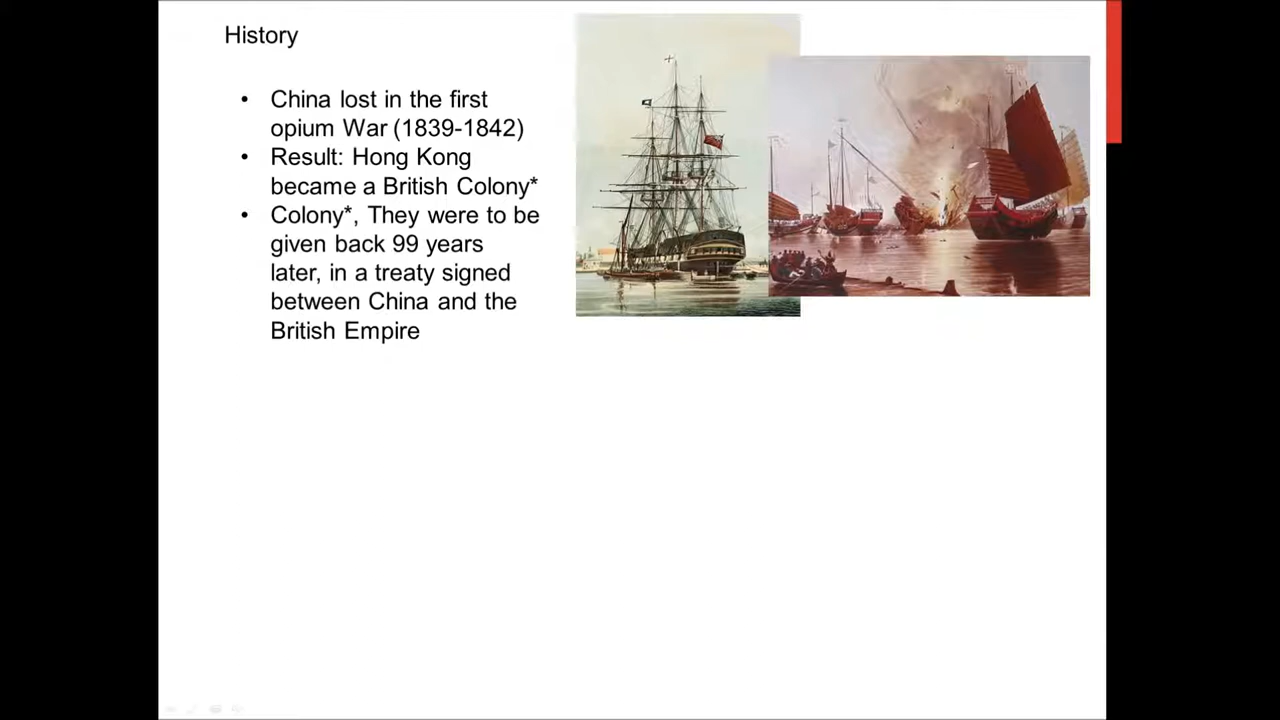 History
• China lost in the first
opium War (1839-1842)
• Result: Hong Kong
became a British Colony*
• Colony*, They were to be
given back 99 years
later, in a treaty signed
between China and the
British Empire